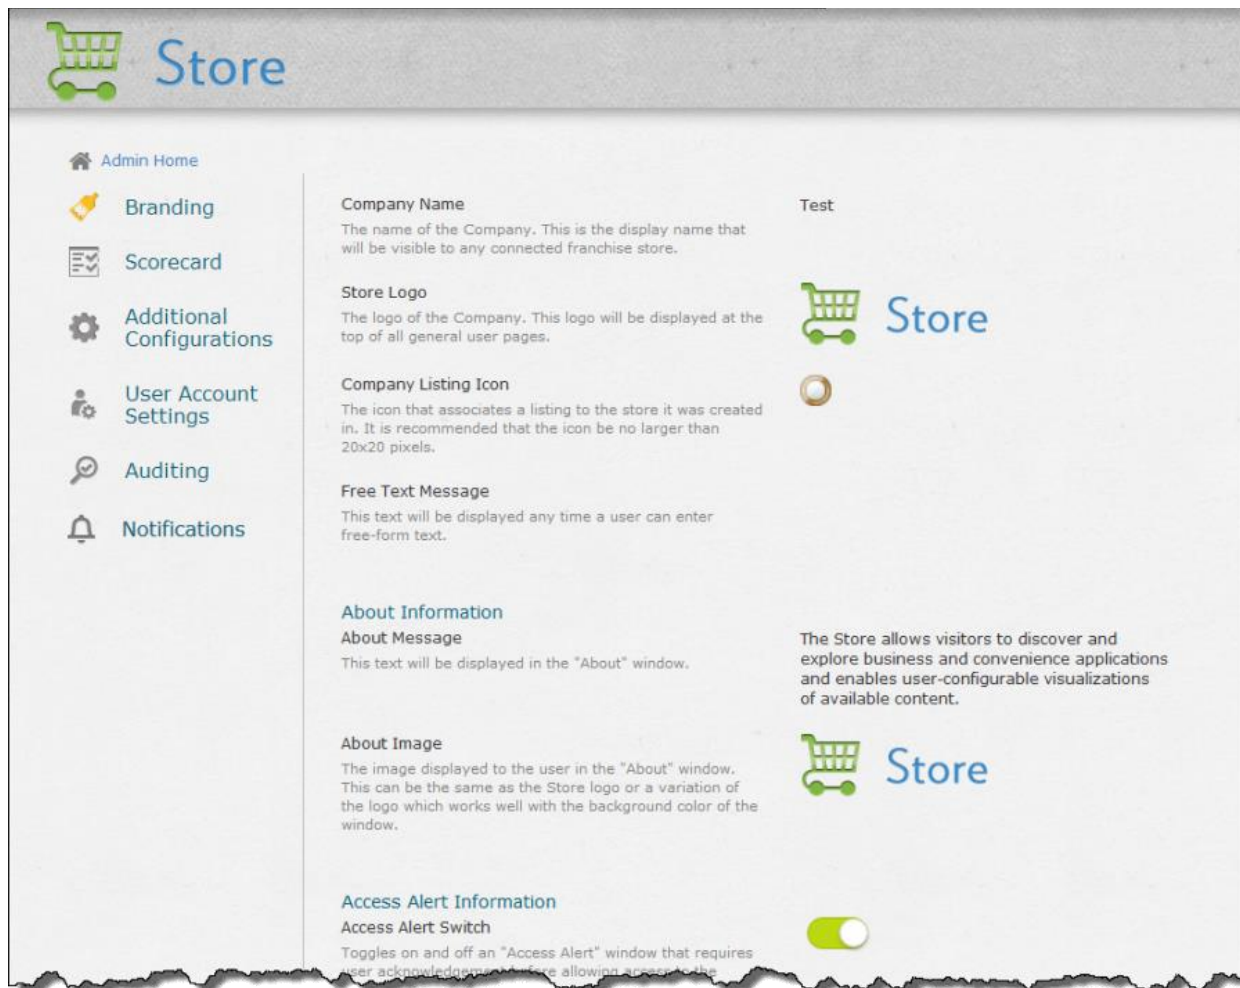 Store
Admin Home
Branding
Scorecard
Additional
Configurations
User Account
Settings
Auditing
Notifications
Company Name
The name of the Company. This is the display name that
will be visible to any connected franchise store.
Test
Store Logo
The logo of the Company. This logo will be displayed at the
top of all general user pages.
Store
Company Listing Icon
The icon that associates a listing to the store it was created
in. It is recommended that the icon be no larger than
20x20 pixels.
Free Text Message
This text will be displayed any time a user can enter
free-form text.
About Information
About Message
This text will be displayed in the "About" window.
The Store allows visitors to discover and
explore business and convenience applications
and enables user-configurable visualizations
of available content.
About Image
The image displayed to the user in the "About" window.
This can be the same as the Store logo or a variation of
the logo which works well with the background color of the
window.
Store
Access Alert Information
Access Alert Switch
Toggles on and off an "Access Alert" window that requires
user acknowledgement before allowing access to the